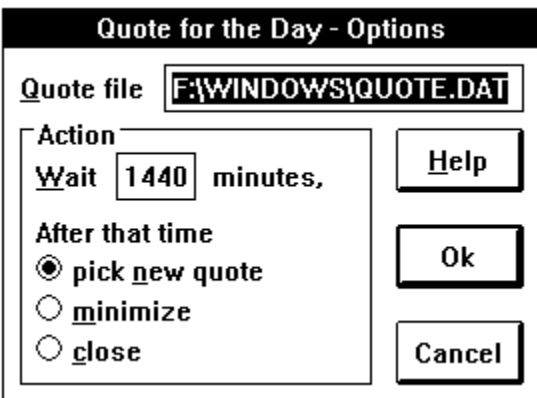 Quote for the Day - Options
Quote file F:\WINDOWS\QUOTE.DAT
Action
Wait 1440 minutes,
After that time
pick new quote
minimize
close
Help
Ok
Cancel